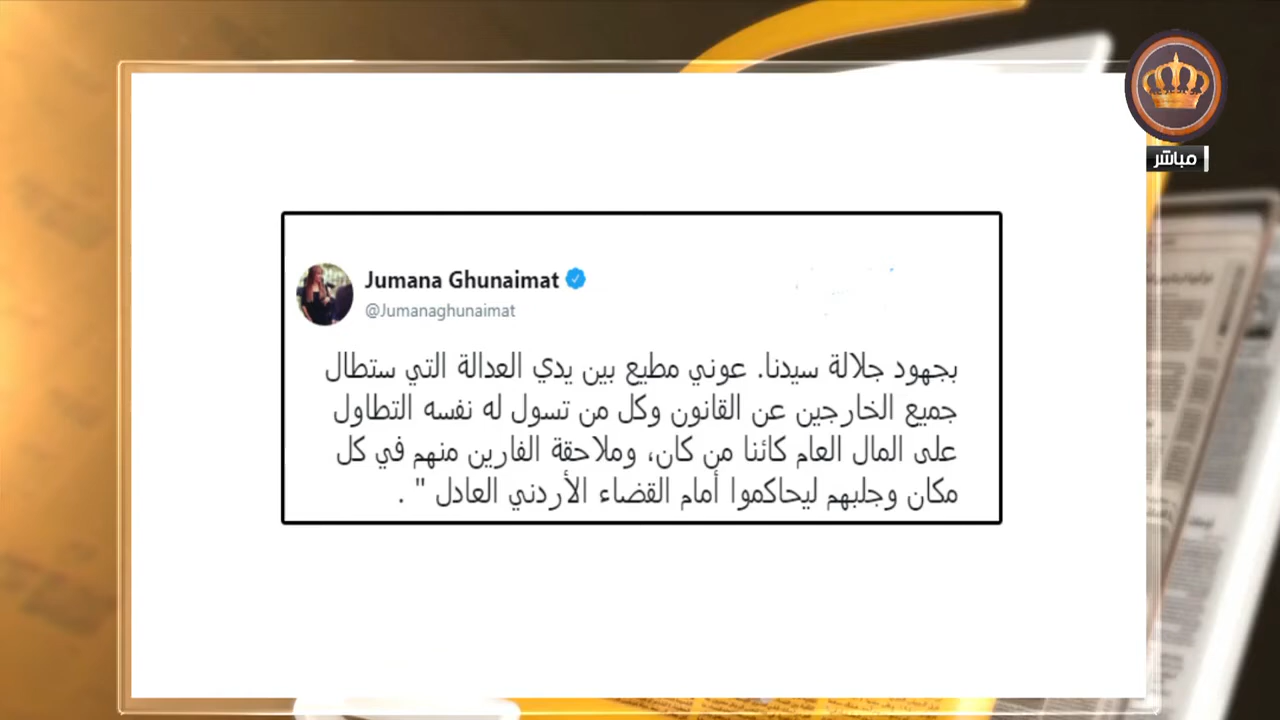 مباشر
Jumana Ghunaimat
@Jumanaghunaimat
بجهود جلالة سيدنا. عوني مطيع بين يدي العدالة التي ستطال
جميع الخارجين عن القانون وكل من تسول له نفسه التطاول
على المال العام كائنا من كان، وملاحقة الفارين منهم في كل
مكان وجلبهم ليحاكموا أمام القضاء الأردني العادل " .